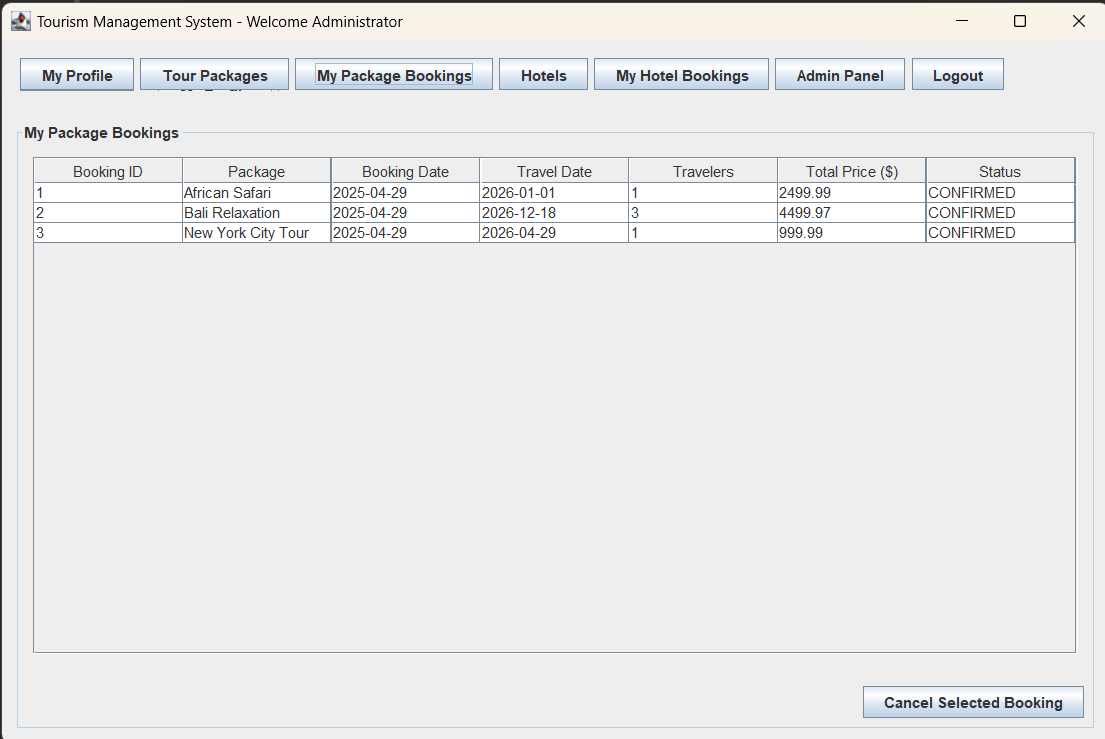 Tourism Management System - Welcome Administrator
My Profile Tour Packages My Package Bookings Hotels My Hotel Bookings Admin Panel Logout
My Package Bookings
Booking ID Package Booking Date Travel Date Travelers Total Price ($) Status
1 African Safari 2025-04-29 2026-01-01 1 2499.99 CONFIRMED
2 Bali Relaxation 2025-04-29 2026-12-18 3 4499.97 CONFIRMED
3 New York City Tour 2025-04-29 2026-04-29 1 999.99 CONFIRMED
Cancel Selected Booking